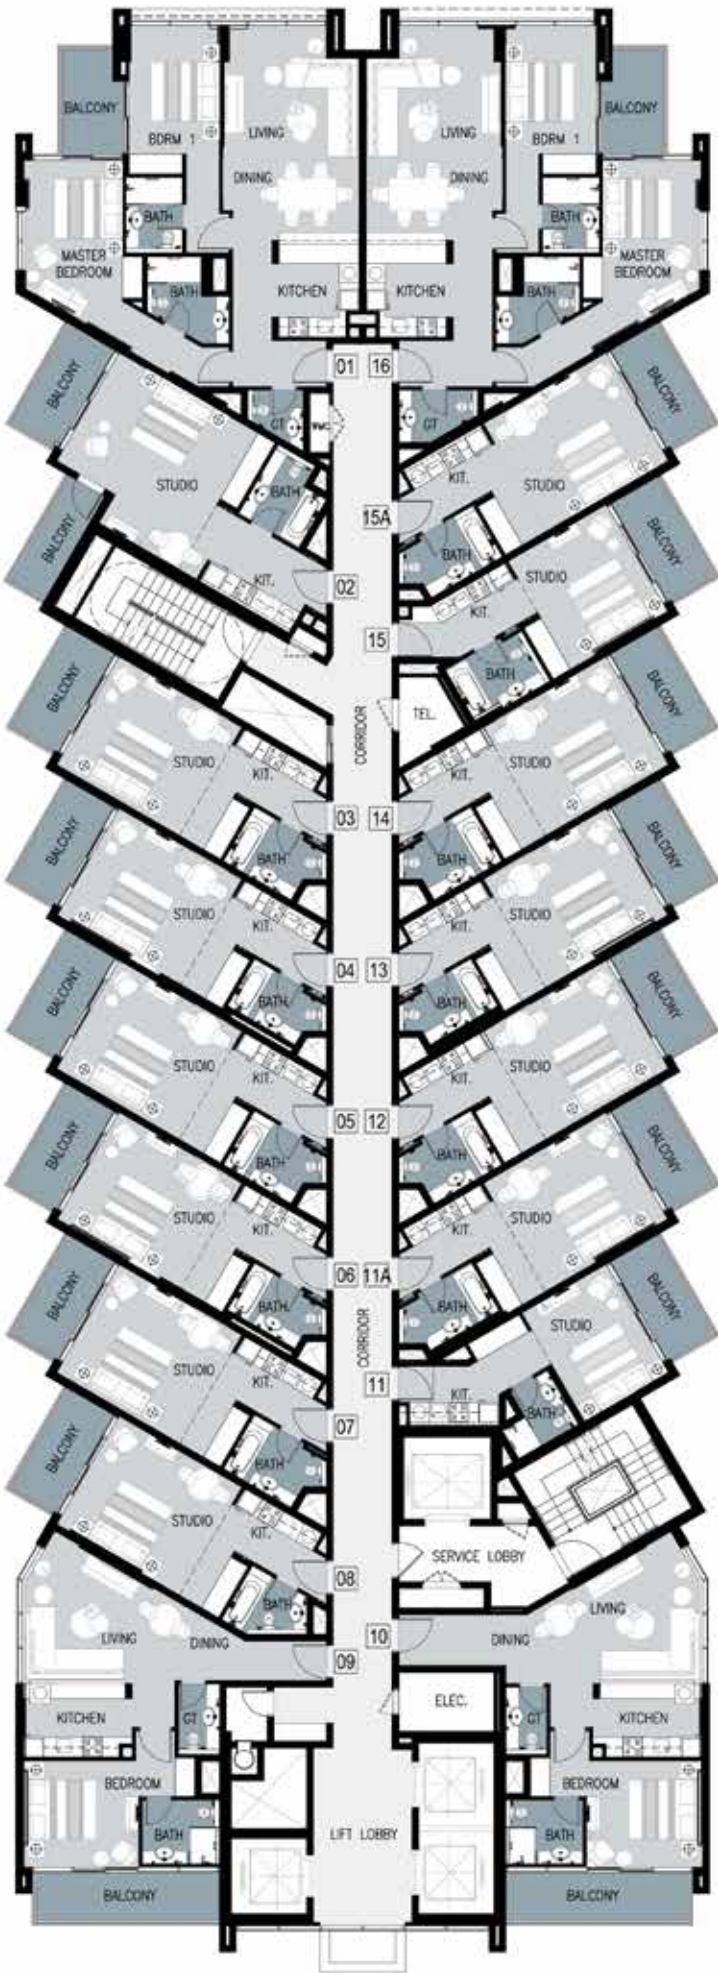 BALCONY
BDRM 1
LIVING
LIVING
BDRM 1
BALCONY
DINING
DINING
BATH
BATH
MASTER
BEDROOM
MASTER
BEDROOM
BATH
KITCHEN
KITCHEN
BATH
01
16
BALCONY
BALCONY
GT
GT
STUDIO
BATH
KIT.
STUDIO
15A
BALCONY
BALCONY
BATH
KIT.
02
STUDIO
KIT.
15
BATH
BALCONY
BALCONY
TEL.
CORRIDOR
STUDIO
KIT.
KIT.
STUDIO
03
14
BATH
BATH
BALCONY
BALCONY
STUDIO
KIT.
KIT.
STUDIO
04
13
BATH
BATH
BALCONY
BALCONY
STUDIO
KIT.
KIT.
STUDIO
05
12
BATH
BATH
BALCONY
BALCONY
STUDIO
KIT.
KIT.
STUDIO
06
11A
BATH
BATH
BALCONY
BALCONY
CORRIDOR
STUDIO
STUDIO
KIT.
11
KIT.
BATH
07
BATH
BALCONY
STUDIO
KIT.
SERVICE LOBBY
08
BATH
LIVING
DINING
09
10
DINING
LIVING
KITCHEN
GT
ELEC.
GT
KITCHEN
BEDROOM
BEDROOM
BATH
LIFT LOBBY
BATH
BALCONY
BALCONY